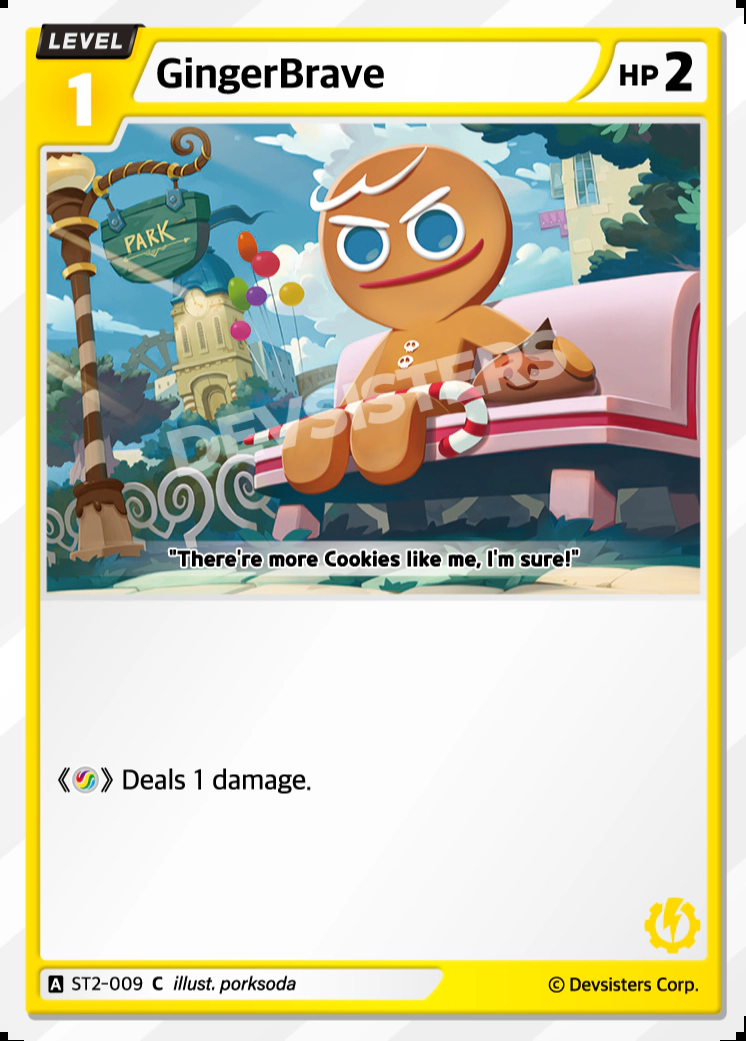 LEVEL
1
GingerBrave
HP 2
PARK
DEVSISTERS
"There're more Cookies like me, I'm sure!"
《 》 Deals 1 damage.
A ST2-009 C illust. porksoda
© Devsisters Corp.